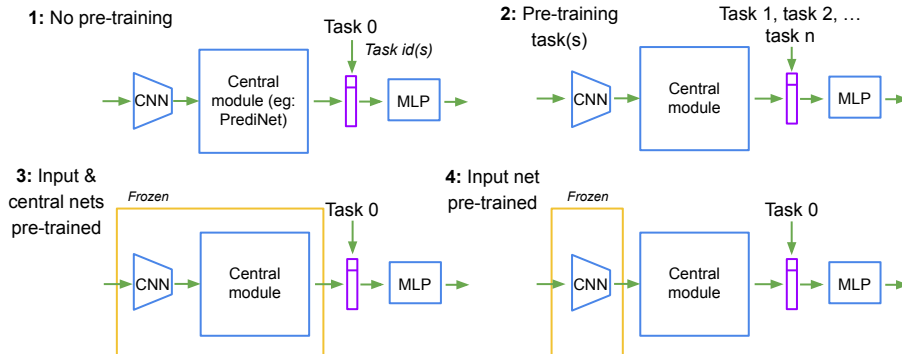 1: No pre-training
Task 0
Task id(s)
CNN
Central
module (eg:
PrediNet)
MLP
2: Pre-training
task(s)
Task 1, task 2, …
task n
CNN
Central
module
MLP
3: Input &
central nets
pre-trained
Frozen
Task 0
CNN
Central
module
MLP
4: Input net
pre-trained
Frozen
Task 0
CNN
Central
module
MLP